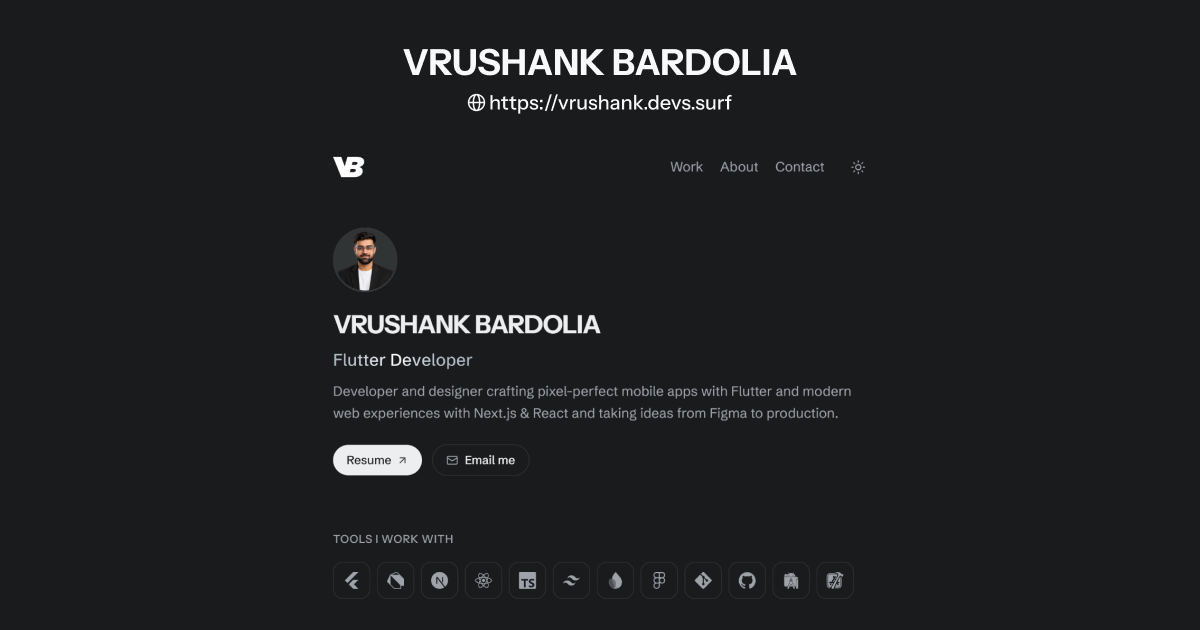 VRUSHANK BARDOLIA
https://vrushank.devs.surf
VB
Work About Contact
VRUSHANK BARDOLIA
Flutter Developer
Developer and designer crafting pixel-perfect mobile apps with Flutter and modern
web experiences with Next.js & React and taking ideas from Figma to production.
Resume Email me
TOOLS I WORK WITH
N TS